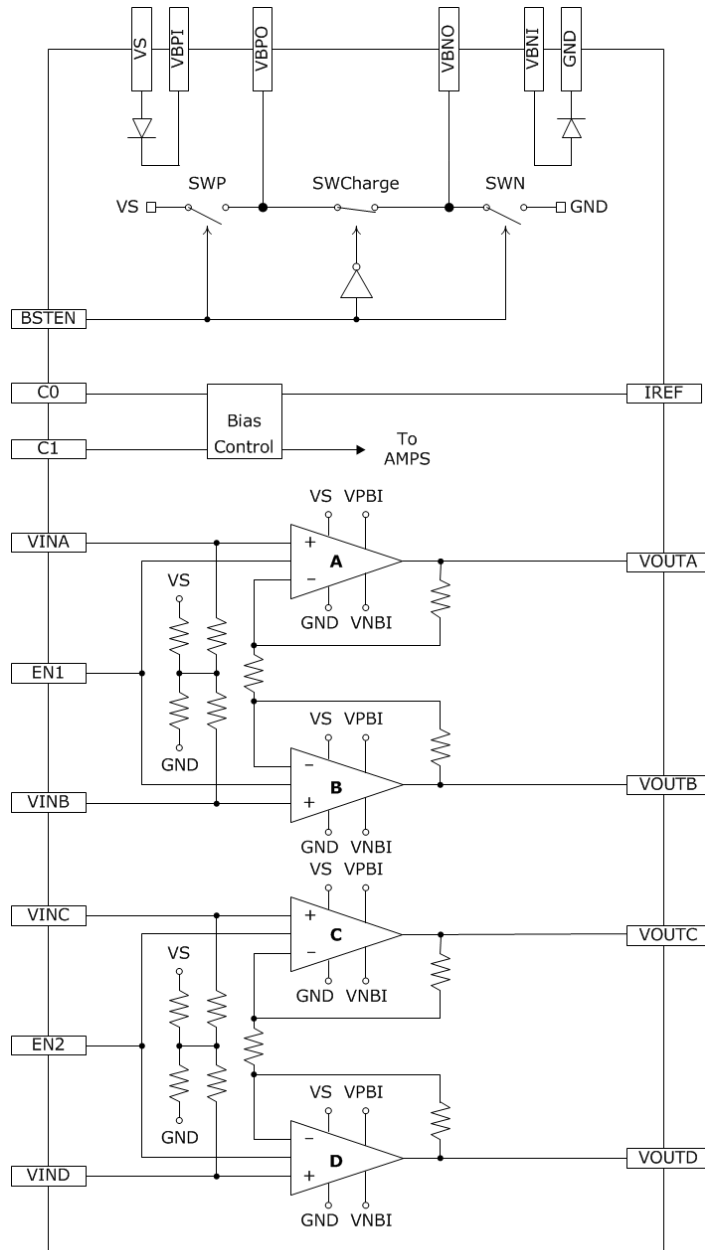 VS
VBPI
VBPO
VBNO
VBNI
GND
SWP
SWCharge
SWN
VS
GND
BSTEN
C0
IREF
Bias
Control
C1
To
AMPS
VS VPBI
VINA
+
A
−
VOUTA
VS
GND VNBI
EN1
VS VPBI
GND
−
B
+
VOUTB
VINB
GND VNBI
VS VPBI
VINC
+
C
−
VOUTC
VS
GND VNBI
EN2
VS VPBI
GND
−
D
+
VOUTD
VIND
GND VNBI